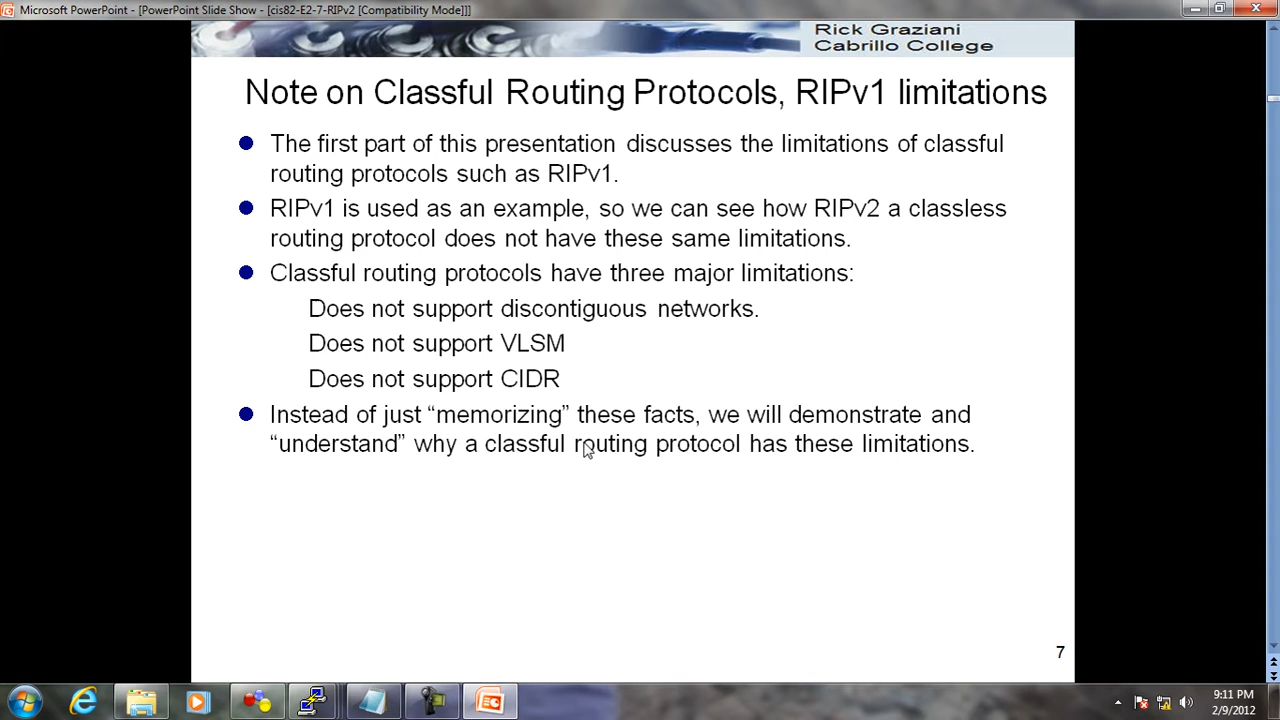 Microsoft PowerPoint - [PowerPoint Slide Show - [cis82-E2-7-RIPv2 [Compatibility Mode]]]
Rick Graziani
Cabrillo College
Note on Classful Routing Protocols, RIPv1 limitations
The first part of this presentation discusses the limitations of classful
routing protocols such as RIPv1.
RIPv1 is used as an example, so we can see how RIPv2 a classless
routing protocol does not have these same limitations.
Classful routing protocols have three major limitations:
Does not support discontiguous networks.
Does not support VLSM
Does not support CIDR
Instead of just “memorizing” these facts, we will demonstrate and
“understand” why a classful routing protocol has these limitations.
7
9:11 PM
2/9/2012